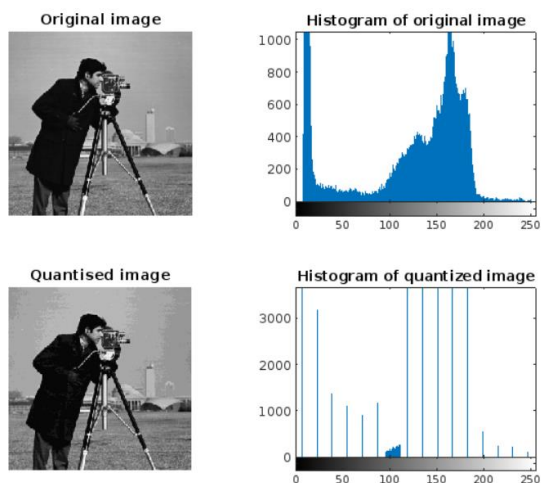 Original image
Histogram of original image
1000
800
600
400
200
0
0 50 100 150 200 250
Quantised image
Histogram of quantized image
3000
2000
1000
0
0 50 100 150 200 250